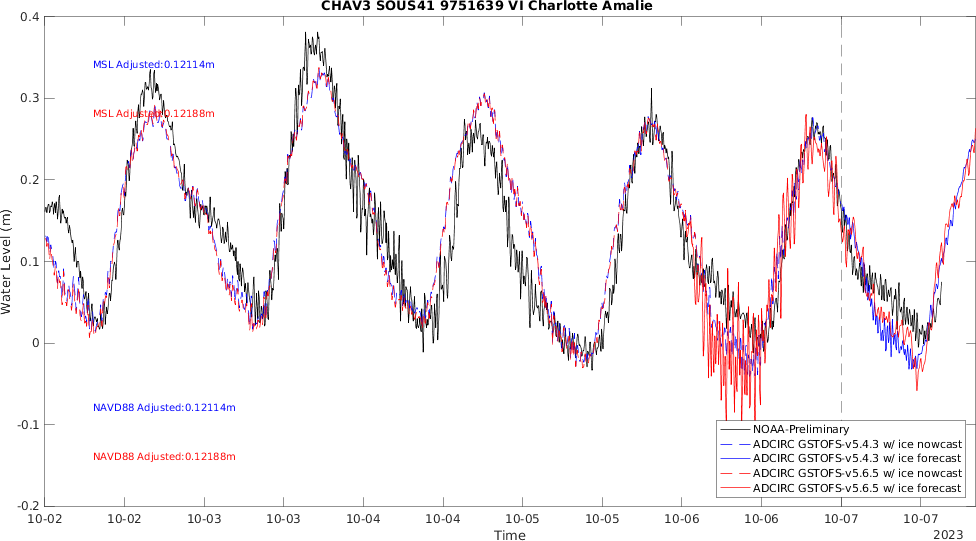 CHAV3 SOUS41 9751639 VI Charlotte Amalie
0.4
0.3
0.2
0.1
0
-0.1
-0.2
Water Level (m)
MSL Adjusted:0.12114m
MSL Adjusted:0.12188m
NAVD88 Adjusted:0.12114m
NAVD88 Adjusted:0.12188m
NOAA-Preliminary
ADCIRC GSTOFS-v5.4.3 w/ ice nowcast
ADCIRC GSTOFS-v5.4.3 w/ ice forecast
ADCIRC GSTOFS-v5.6.5 w/ ice nowcast
ADCIRC GSTOFS-v5.6.5 w/ ice forecast
10-02 10-02 10-03 10-03 10-04 10-04 10-05 10-05 10-06 10-06 10-07 10-07
Time
2023